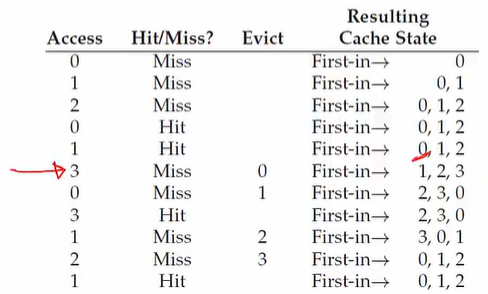 Resulting
Access Hit/Miss? Evict Cache State
0 Miss First-in→ 0
1 Miss First-in→ 0, 1
2 Miss First-in→ 0, 1, 2
0 Hit First-in→ 0, 1, 2
1 Hit First-in→ 0, 1, 2
3 Miss 0 First-in→ 1, 2, 3
0 Miss 1 First-in→ 2, 3, 0
3 Hit First-in→ 2, 3, 0
1 Miss 2 First-in→ 3, 0, 1
2 Miss 3 First-in→ 0, 1, 2
1 Hit First-in→ 0, 1, 2